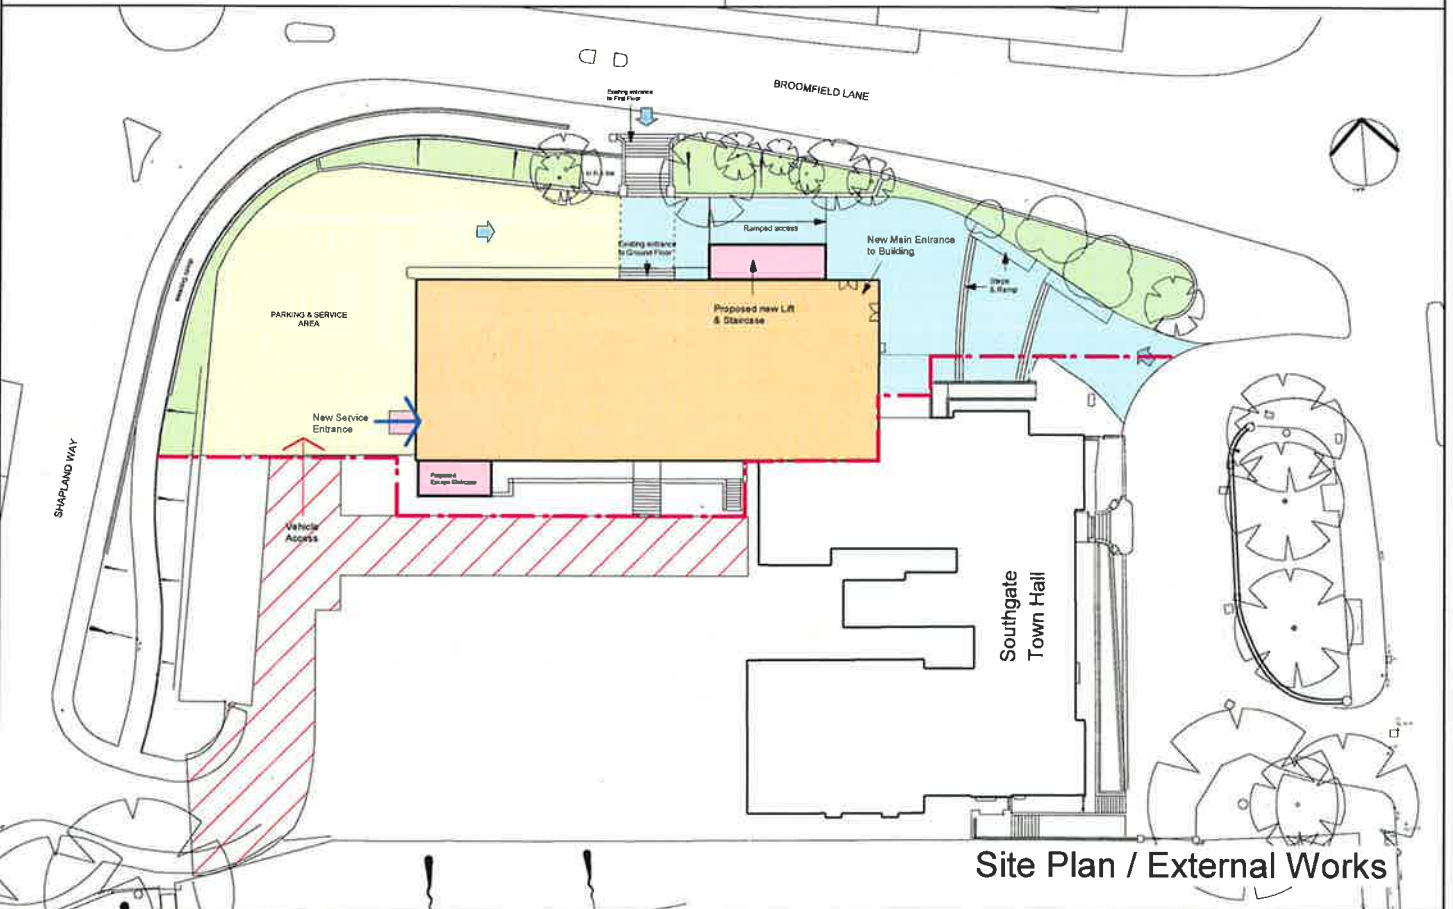 BROOMFIELD LANE
Existing entrance
to First Floor
Ramped access
Existing entrance
to Ground Floor
New Main Entrance
to Building
Steps
& Ramp
Proposed new Lift
& Staircase
PARKING & SERVICE
AREA
New Service
Entrance
Proposed
Escape Staircase
SHAPLAND WAY
Vehicle
Access
Southgate
Town Hall
Site Plan / External Works